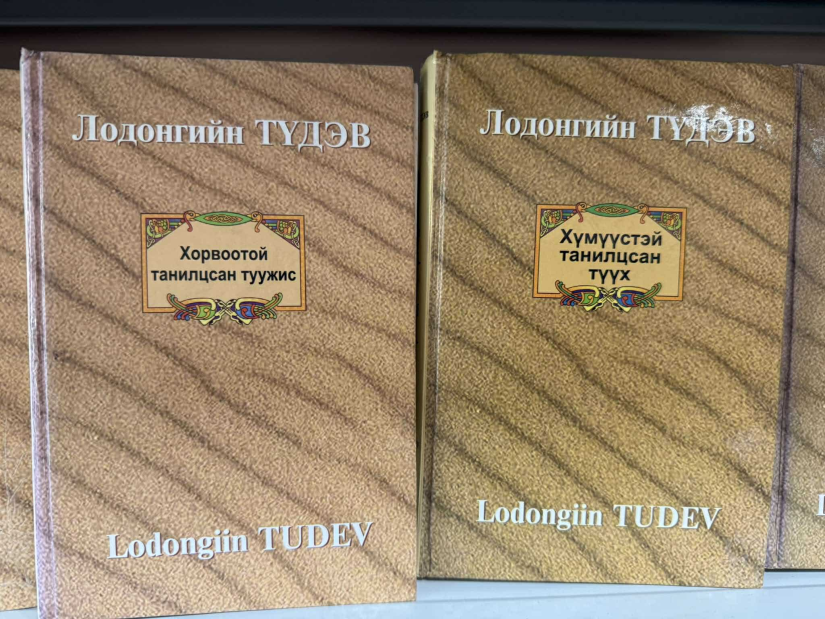 Лодонгийн ТҮДЭВ
Хорвоотой
танилцсан туужис
Lodongiin TUDEV
Лодонгийн ТҮДЭВ
Хүмүүстэй
танилцсан
түүх
Lodongiin TUDEV